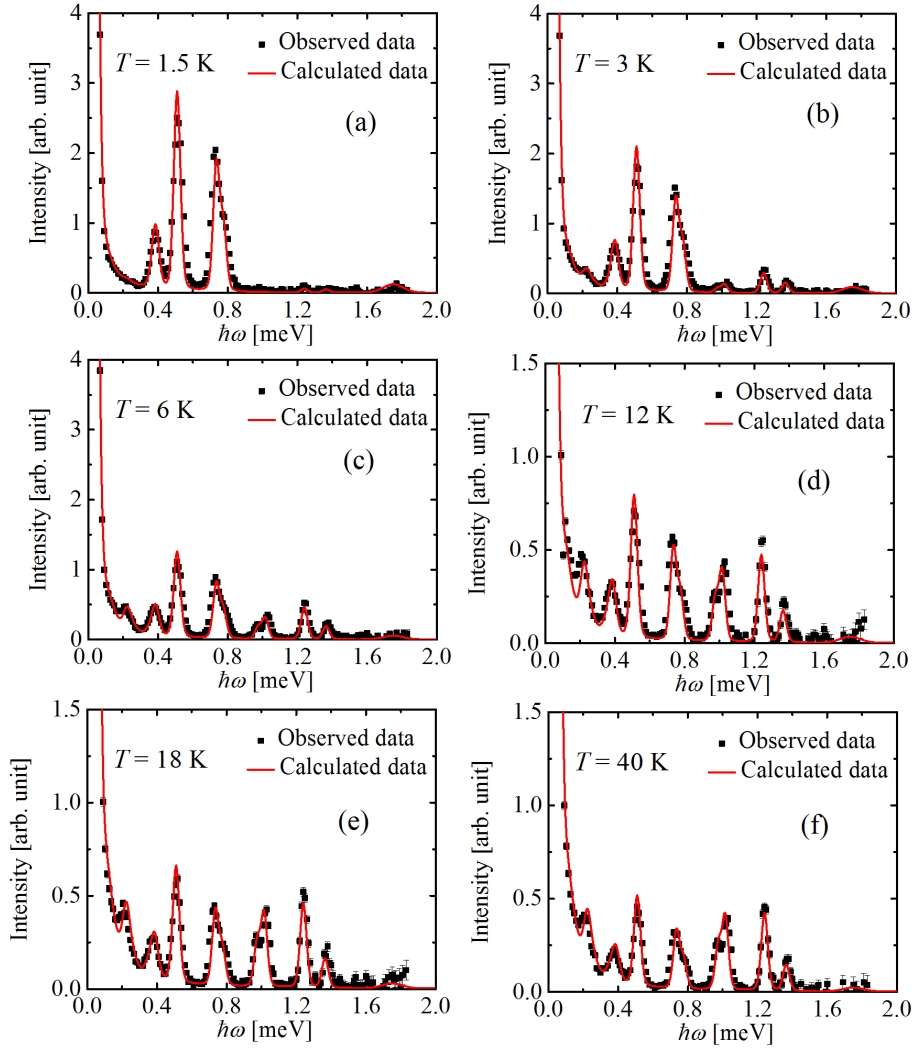 4
3
2
1
0
Intensity [arb. unit]
T = 1.5 K
Observed data
Calculated data
(a)
0.0 0.4 0.8 1.2 1.6 2.0
ħω [meV]
4
3
2
1
0
Intensity [arb. unit]
T = 3 K
Observed data
Calculated data
(b)
0.0 0.4 0.8 1.2 1.6 2.0
ħω [meV]
4
3
2
1
0
Intensity [arb. unit]
T = 6 K
Observed data
Calculated data
(c)
0.0 0.4 0.8 1.2 1.6 2.0
ħω [meV]
1.5
1.0
0.5
0.0
Intensity [arb. unit]
T = 12 K
Observed data
Calculated data
(d)
0.0 0.4 0.8 1.2 1.6 2.0
ħω [meV]
1.5
1.0
0.5
0.0
Intensity [arb. unit]
T = 18 K
Observed data
Calculated data
(e)
0.0 0.4 0.8 1.2 1.6 2.0
ħω [meV]
1.5
1.0
0.5
0.0
Intensity [arb. unit]
T = 40 K
Observed data
Calculated data
(f)
0.0 0.4 0.8 1.2 1.6 2.0
ħω [meV]